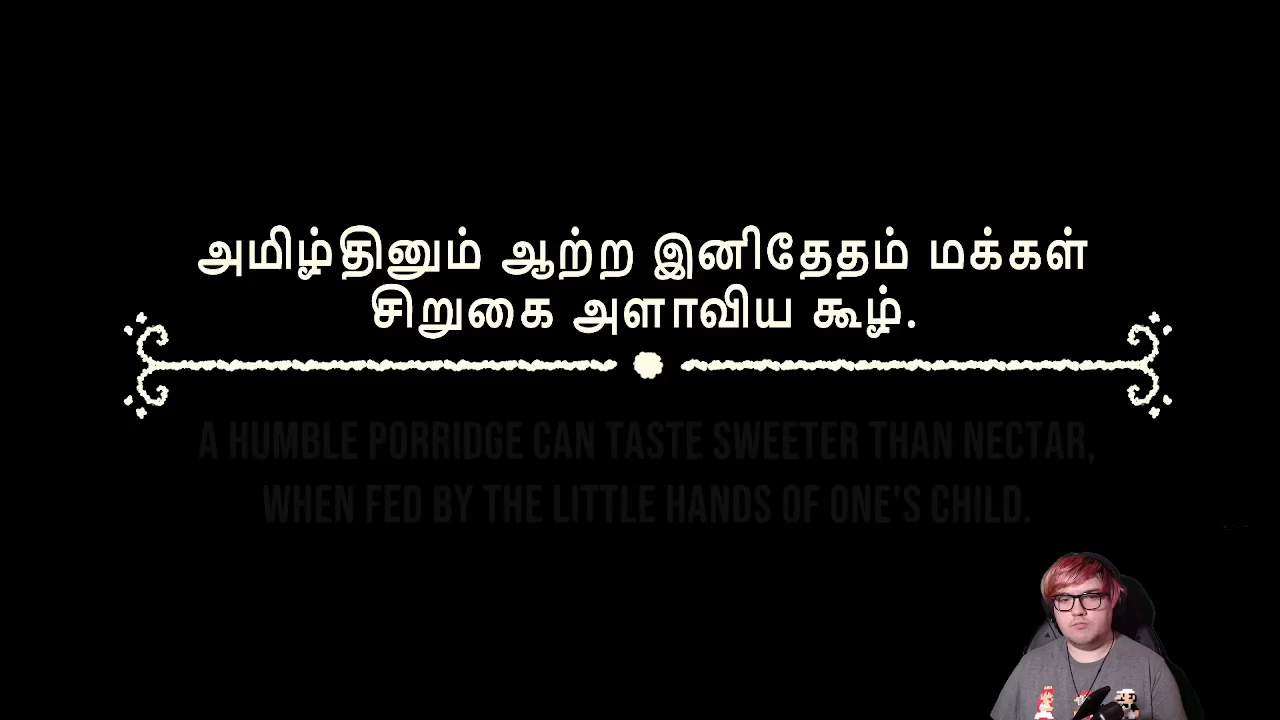 அமிழ்தினும் ஆற்ற இனிதேதம் மக்கள்
சிறுகை அளாவிய கூழ்.
A HUMBLE PORRIDGE CAN TASTE SWEETER THAN NECTAR,
WHEN FED BY THE LITTLE HANDS OF ONE'S CHILD.